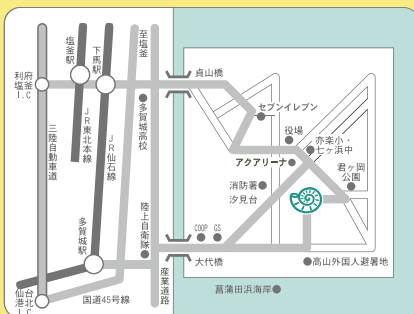 塩釜駅
下馬駅
至塩釜
貞山橋
利府
塩釜
I.C
セブンイレブン
多賀城高校
役場
亦楽小・
七ヶ浜中
JR東北本線
JR仙石線
三陸自動車道
アクアリーナ
君ヶ岡
公園
消防署
汐見台
多賀城駅
陸上自衛隊
COOP GS
大代橋
高山外国人避暑地
仙台
港北
I.C
国道45号線
産業道路
菖蒲田浜海岸